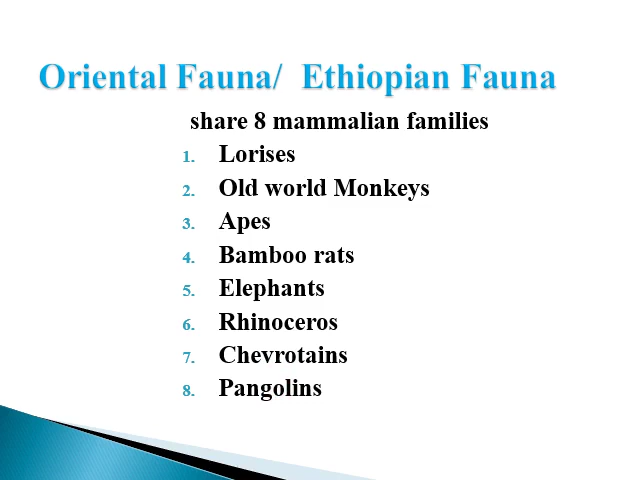 Oriental Fauna/  Ethiopian Fauna
share 8 mammalian families
1. Lorises
2. Old world Monkeys
3. Apes
4. Bamboo rats
5. Elephants
6. Rhinoceros
7. Chevrotains
8. Pangolins